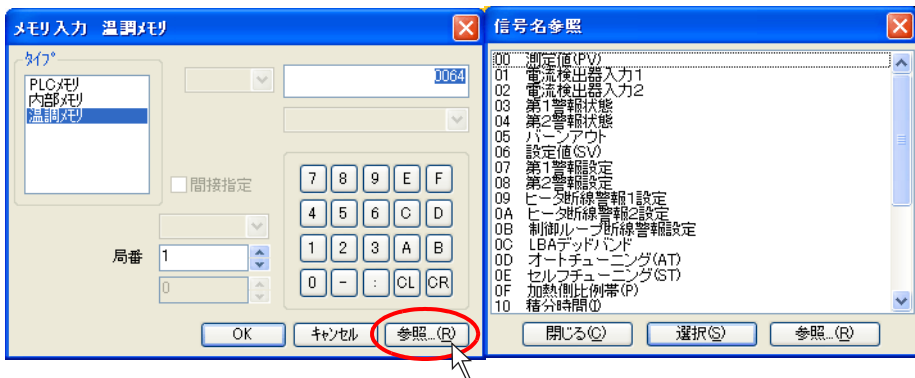 メモリ入力 温調メモリ
タイプ
PLCメモリ
内部メモリ
温調メモリ
0064
間接指定
局番
1
0
7 8 9 E F
4 5 6 C D
1 2 3 A B
0 - : CL CR
OK
キャンセル
参照...(R)
信号名参照
00 測定値(PV)
01 電流検出器入力1
02 電流検出器入力2
03 第1警報状態
04 第2警報状態
05 バーンアウト
06 設定値(SV)
07 第1警報設定
08 第2警報設定
09 ヒータ断線警報1設定
0A ヒータ断線警報2設定
0B 制御ループ断線警報設定
0C LBAデッドバンド
0D オートチューニング(AT)
0E セルフチューニング(ST)
0F 加熱側比例帯(P)
10 積分時間(I)
閉じる(C)
選択(S)
参照...(R)